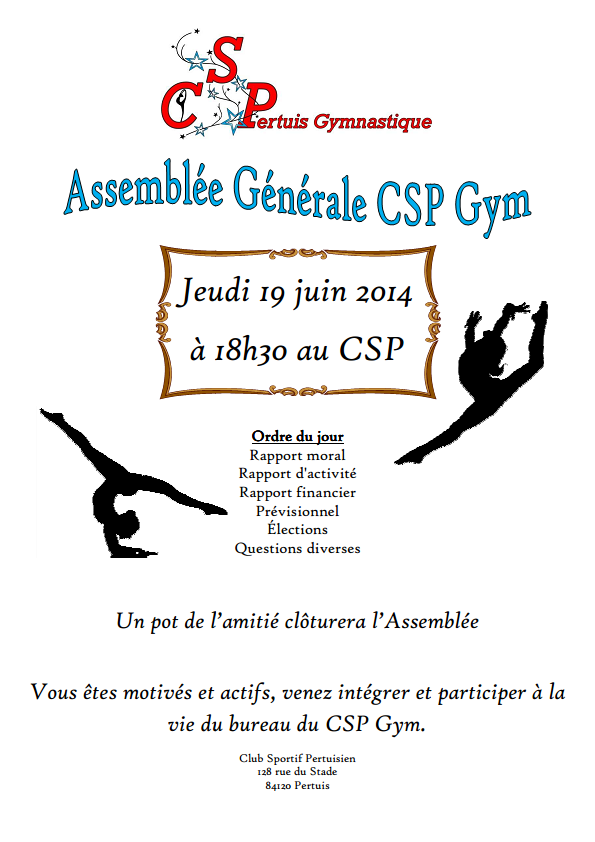 CSPertuis Gymnastique
Assemblée Générale CSP Gym
Jeudi 19 juin 2014
à 18h30 au CSP
Ordre du jour
Rapport moral
Rapport d'activité
Rapport financier
Prévisionnel
Élections
Questions diverses
Un pot de l’amitié clôturera l’Assemblée
Vous êtes motivés et actifs, venez intégrer et participer à la
vie du bureau du CSP Gym.
Club Sportif Pertuisien
128 rue du Stade
84120 Pertuis